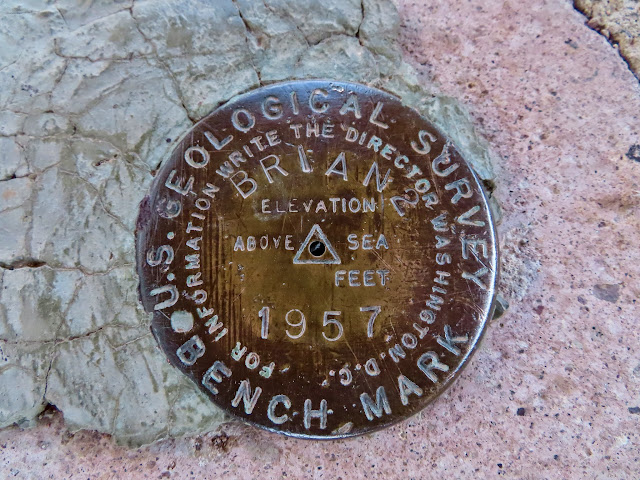 U.S. GEOLOGICAL SURVEY
FOR INFORMATION WRITE THE DIRECTOR WASHINGTON. D.C.
BRIAN 2
ELEVATION
ABOVE SEA
FEET
1957
BENCH MARK